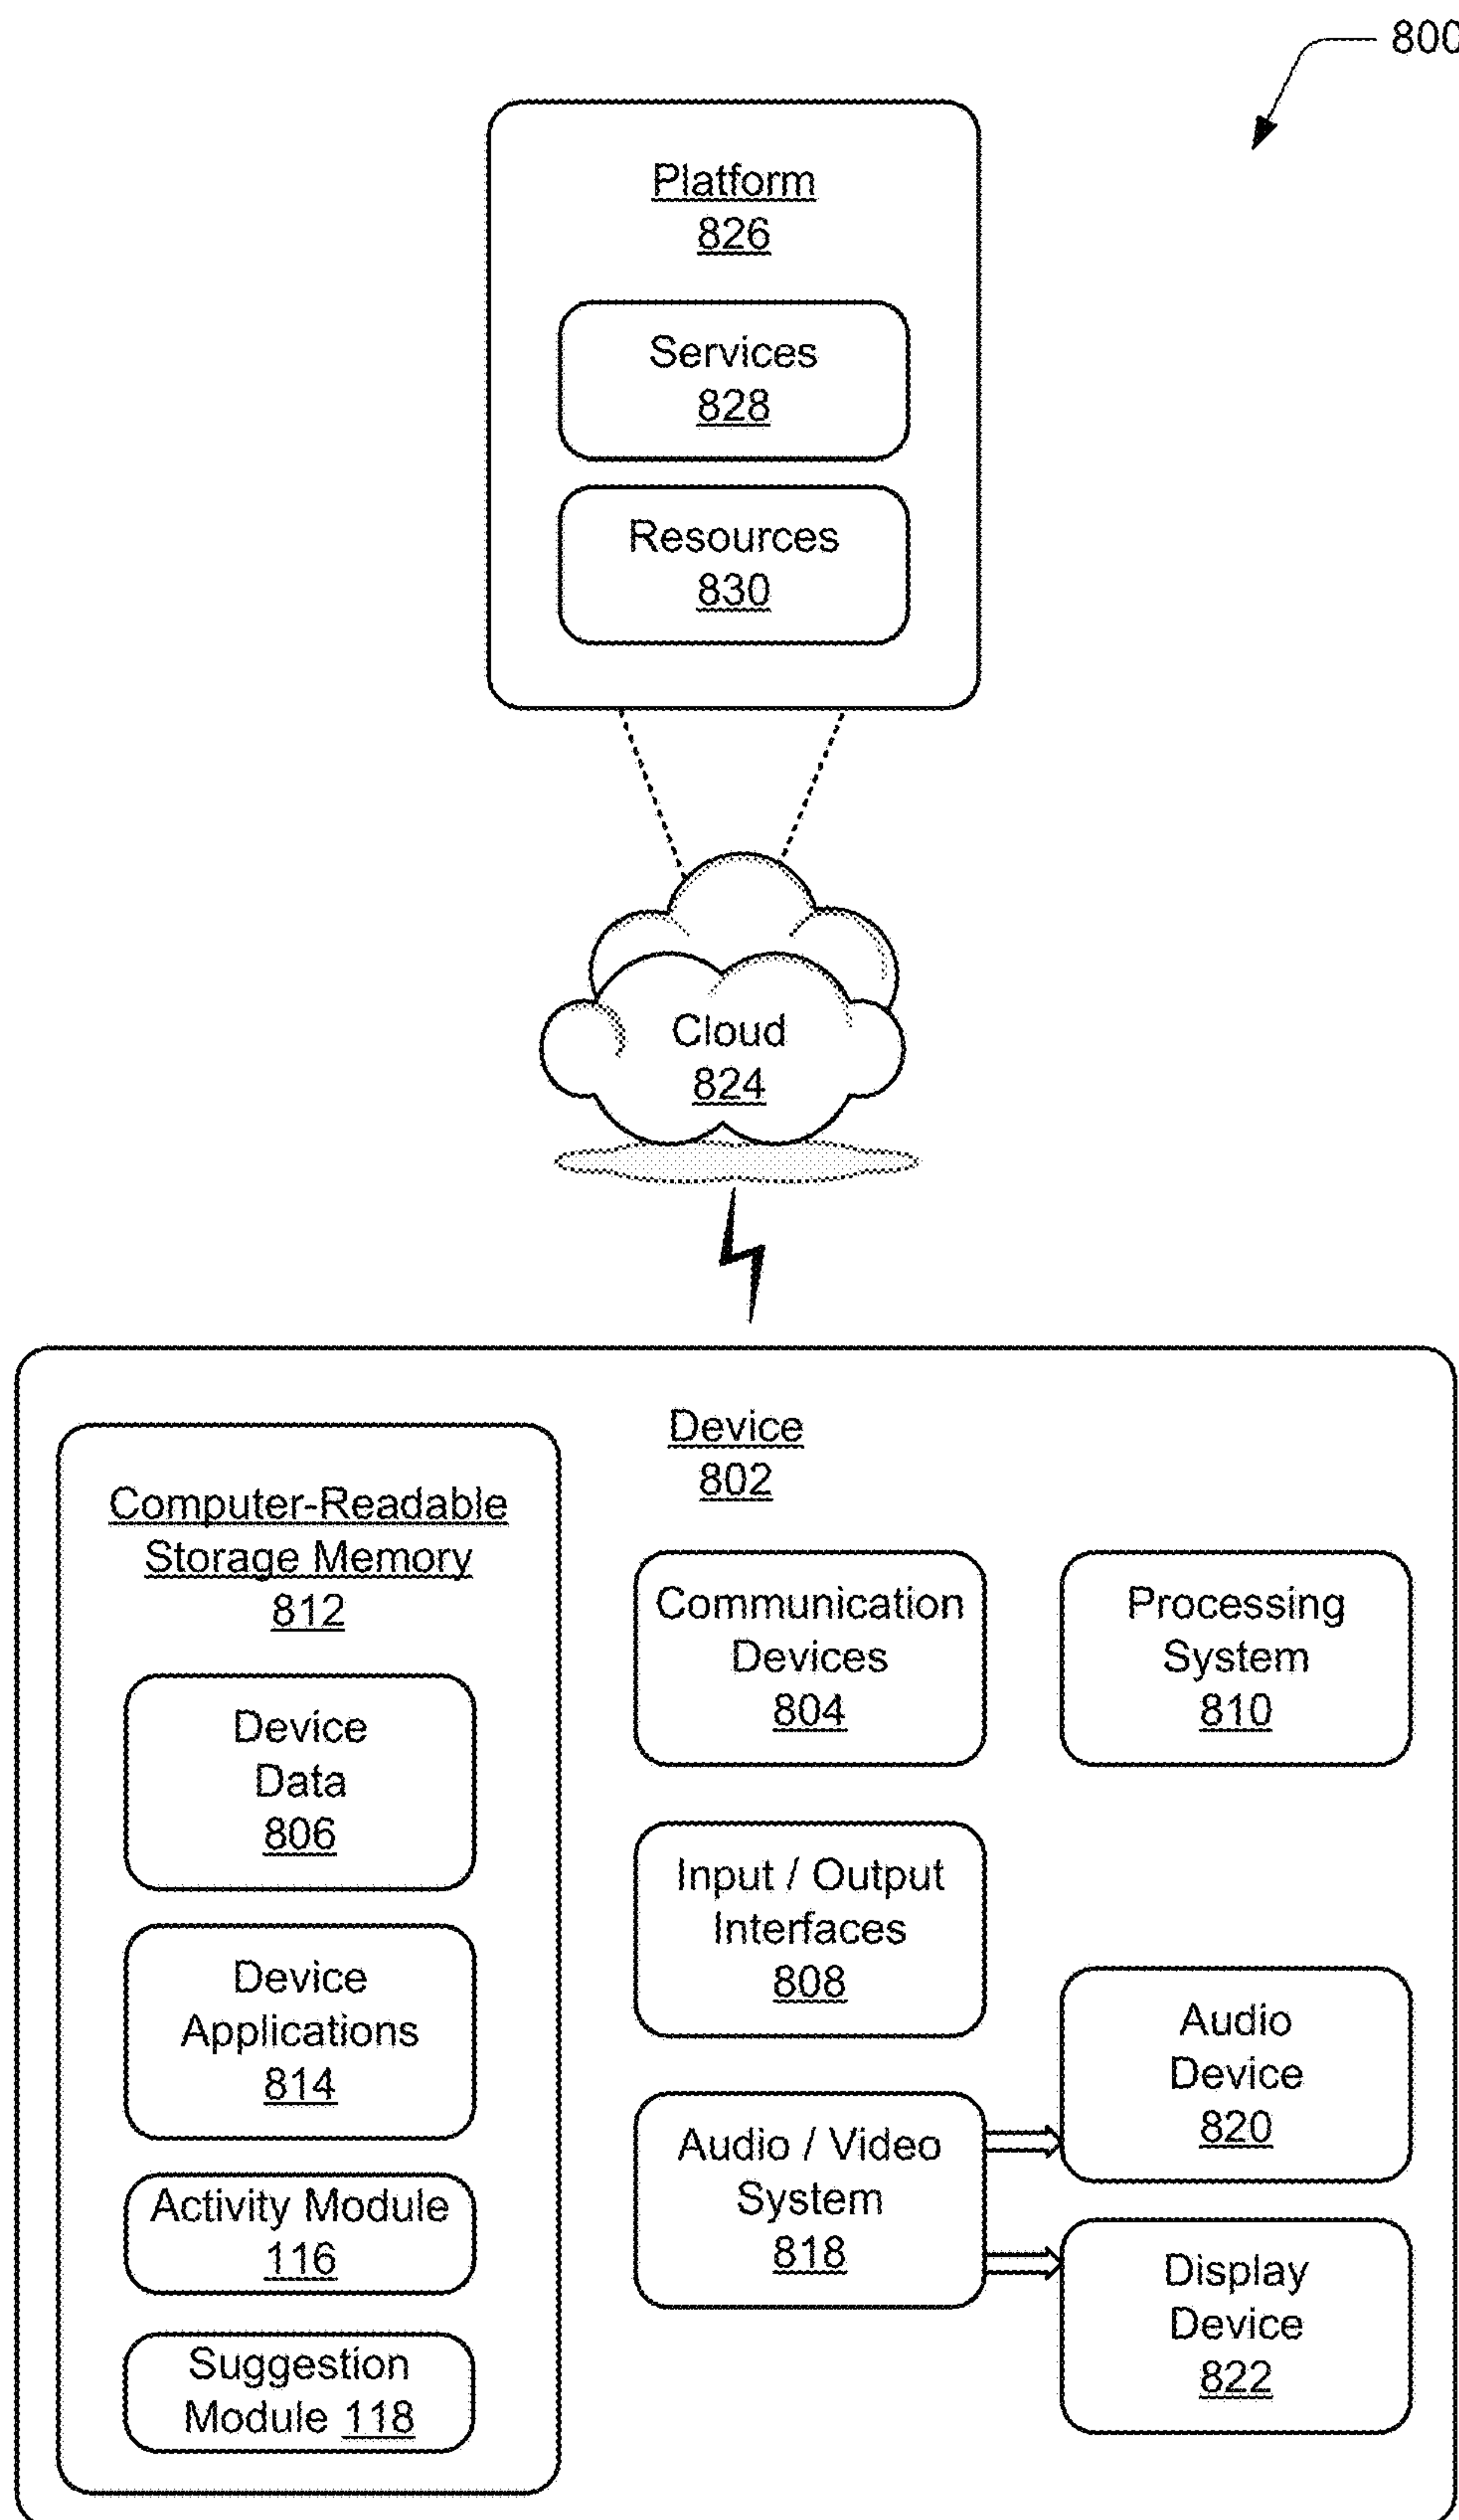 800
Platform
826
Services
828
Resources
830
Cloud
824
Device
802
Computer-Readable
Storage Memory
812
Device
Data
806
Device
Applications
814
Activity Module
116
Suggestion
Module 118
Communication
Devices
804
Processing
System
810
Input / Output
Interfaces
808
Audio / Video
System
818
Audio
Device
820
Display
Device
822